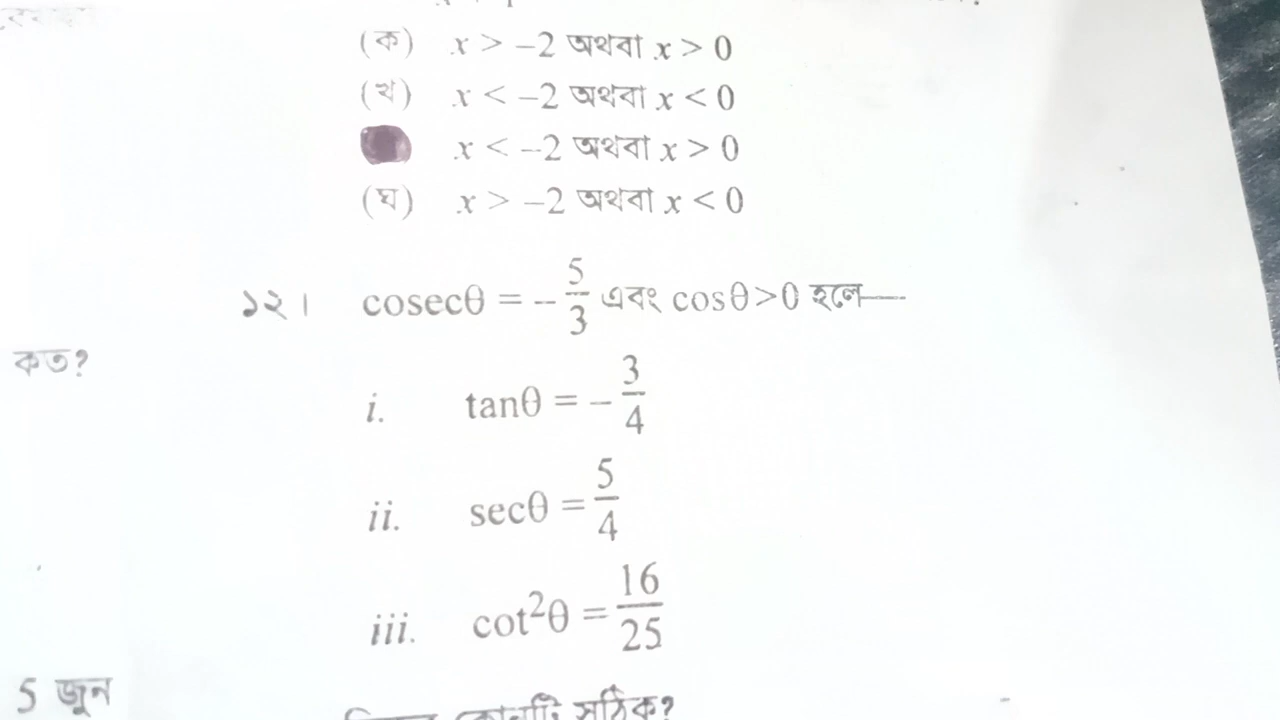 (ক) x > −2 অথবা x > 0
(খ) x < −2 অথবা x < 0
x < −2 অথবা x > 0
(ঘ) x > −2 অথবা x < 0
১২। cosecθ = −5/3 এবং cosθ>0 হলে—
কত?
i. tanθ = −3/4
ii. secθ = 5/4
iii. cot²θ = 16/25
5 জুন
কোনটি সঠিক?